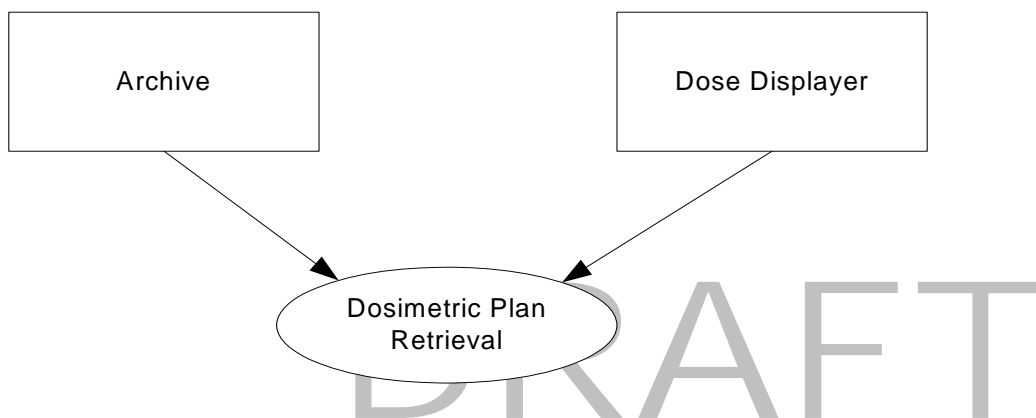 Archive
Dose Displayer
Dosimetric Plan
Retrieval
DRAFT